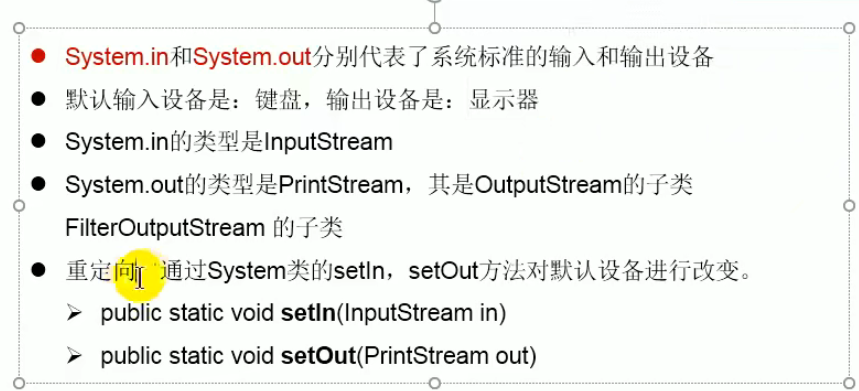 System.in和System.out分别代表了系统标准的输入和输出设备
默认输入设备是：键盘，输出设备是：显示器
System.in的类型是InputStream
System.out的类型是PrintStream，其是OutputStream的子类
FilterOutputStream 的子类
重定向 通过System类的setIn，setOut方法对默认设备进行改变。
public static void setIn(InputStream in)
public static void setOut(PrintStream out)